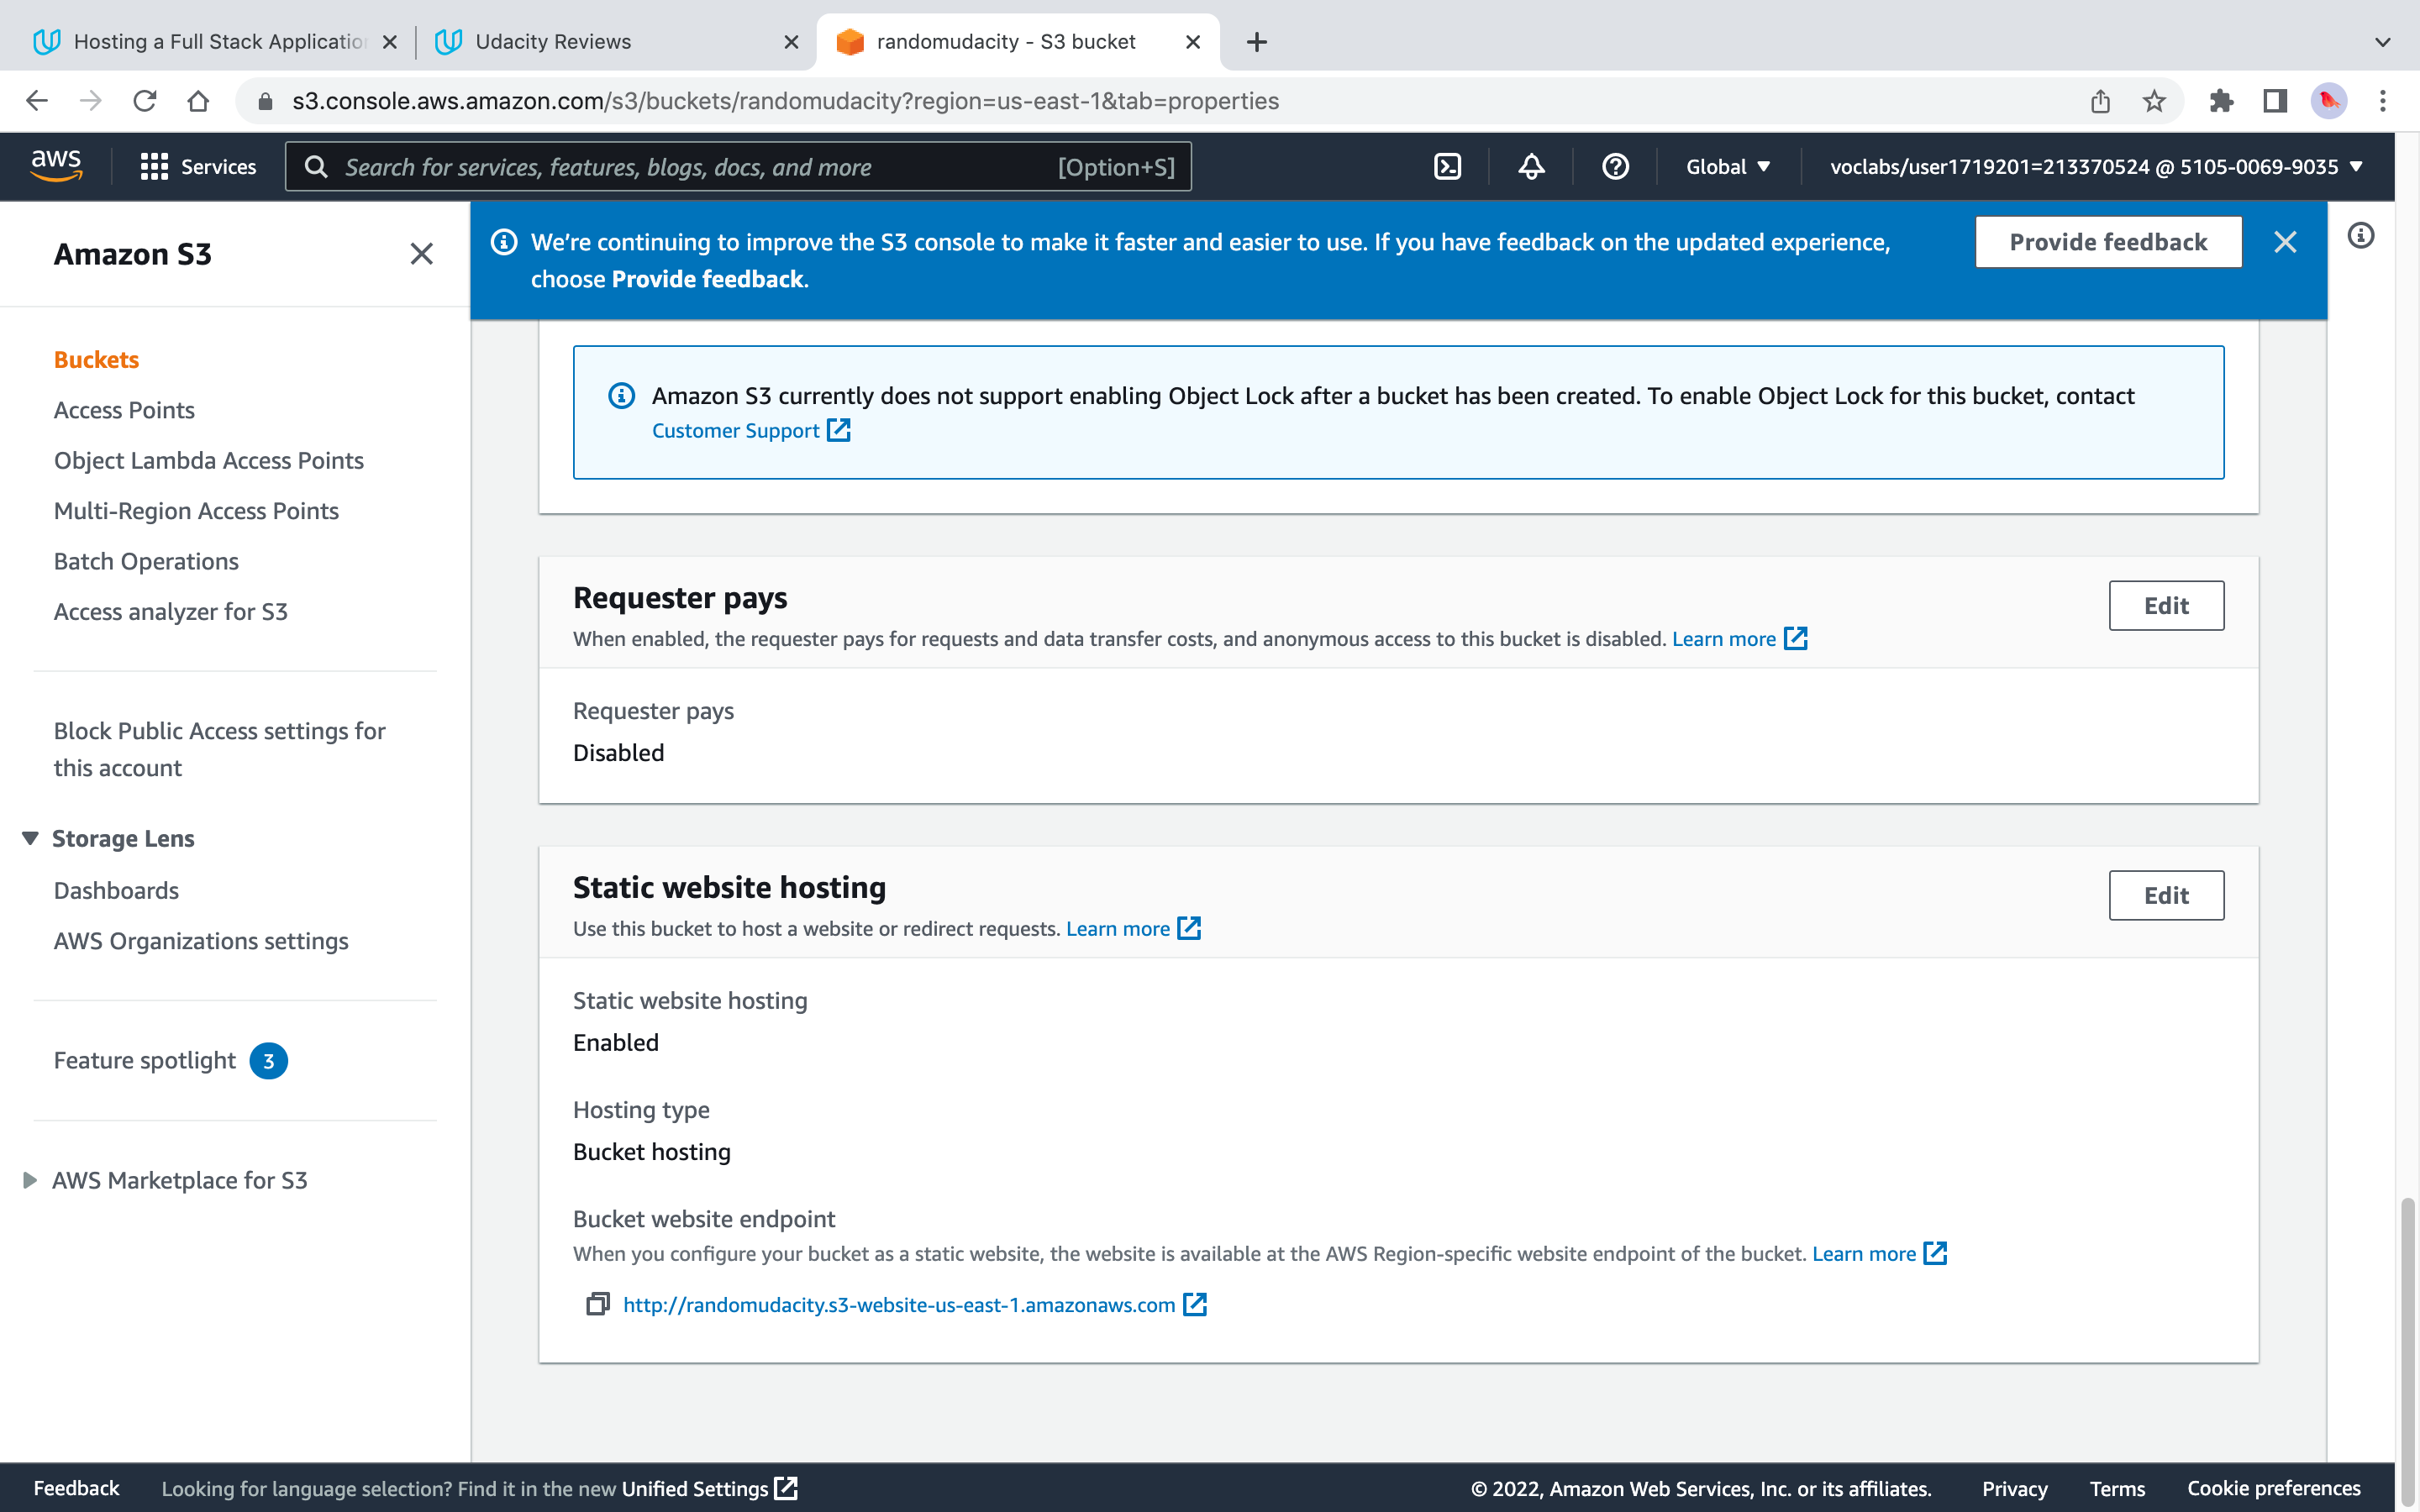 Hosting a Full Stack Application
Udacity Reviews
randomudacity - S3 bucket
s3.console.aws.amazon.com/s3/buckets/randomudacity?region=us-east-1&tab=properties
aws
Services
Search for services, features, blogs, docs, and more
[Option+S]
Global
voclabs/user1719201=213370524 @ 5105-0069-9035
Amazon S3
Buckets
Access Points
Object Lambda Access Points
Multi-Region Access Points
Batch Operations
Access analyzer for S3
Block Public Access settings for
this account
Storage Lens
Dashboards
AWS Organizations settings
Feature spotlight 3
AWS Marketplace for S3
We're continuing to improve the S3 console to make it faster and easier to use. If you have feedback on the updated experience,
choose Provide feedback.
Provide feedback
Amazon S3 currently does not support enabling Object Lock after a bucket has been created. To enable Object Lock for this bucket, contact
Customer Support
Requester pays
Edit
When enabled, the requester pays for requests and data transfer costs, and anonymous access to this bucket is disabled. Learn more
Requester pays
Disabled
Static website hosting
Edit
Use this bucket to host a website or redirect requests. Learn more
Static website hosting
Enabled
Hosting type
Bucket hosting
Bucket website endpoint
When you configure your bucket as a static website, the website is available at the AWS Region-specific website endpoint of the bucket. Learn more
http://randomudacity.s3-website-us-east-1.amazonaws.com
Feedback
Looking for language selection? Find it in the new Unified Settings
© 2022, Amazon Web Services, Inc. or its affiliates.
Privacy
Terms
Cookie preferences